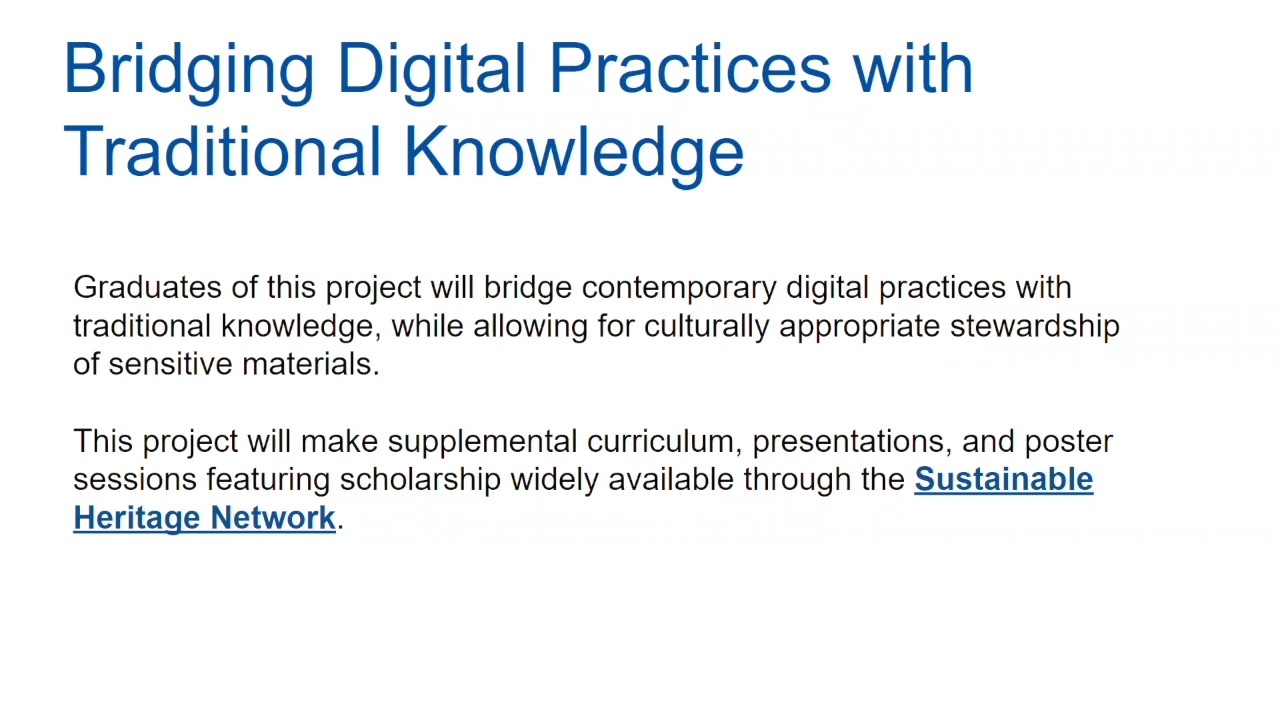 Bridging Digital Practices with
Traditional Knowledge
Graduates of this project will bridge contemporary digital practices with
traditional knowledge, while allowing for culturally appropriate stewardship
of sensitive materials.
This project will make supplemental curriculum, presentations, and poster
sessions featuring scholarship widely available through the Sustainable
Heritage Network.